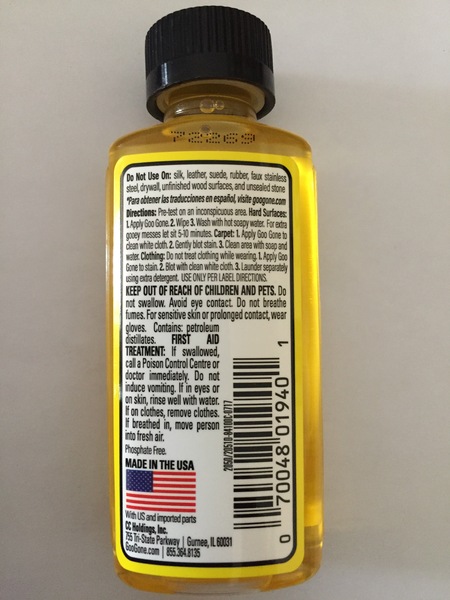 72269
Do Not Use On: silk, leather, suede, rubber, faux stainless
steel, drywall, unfinished wood surfaces, and unsealed stone
*Para obtener las traducciones en español, visite googone.com
Directions: Pre-test on an inconspicuous area. Hard Surfaces:
1. Apply Goo Gone. 2. Wipe 3. Wash with hot soapy water. For extra
gooey messes let sit 5-10 minutes. Carpet: 1. Apply Goo Gone to
clean white cloth. 2. Gently blot stain. 3. Clean area with soap and
water. Clothing: Do not treat clothing while wearing. 1. Apply Goo
Gone to stain. 2. Blot with clean white cloth. 3. Launder separately
using extra detergent. USE ONLY PER LABEL DIRECTIONS.
KEEP OUT OF REACH OF CHILDREN AND PETS. Do
not swallow. Avoid eye contact. Do not breathe
fumes. For sensitive skin or prolonged contact, wear
gloves. Contains: petroleum
distillates. FIRST AID
TREATMENT: If swallowed,
call a Poison Control Centre or
doctor immediately. Do not
induce vomiting. If in eyes or
on skin, rinse well with water.
If on clothes, remove clothes.
If breathed in, move person
into fresh air.
Phosphate Free.
MADE IN THE USA
With US and imported parts
CC Holdings, Inc.
755 Tri-State Parkway | Gurnee, IL 60031
GooGone.com | 855.364.8135
0 70048 01940 1